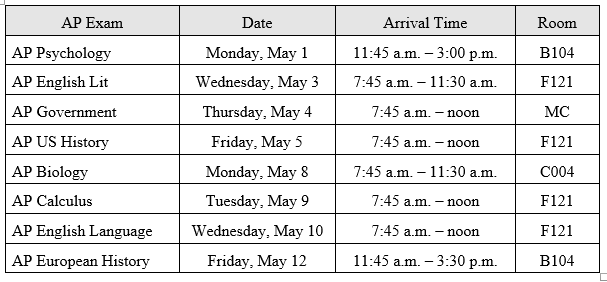 AP Exam Date Arrival Time Room
AP Psychology Monday, May 1 11:45 a.m. – 3:00 p.m. B104
AP English Lit Wednesday, May 3 7:45 a.m. – 11:30 a.m. F121
AP Government Thursday, May 4 7:45 a.m. – noon MC
AP US History Friday, May 5 7:45 a.m. – noon F121
AP Biology Monday, May 8 7:45 a.m. – 11:30 a.m. C004
AP Calculus Tuesday, May 9 7:45 a.m. – noon F121
AP English Language Wednesday, May 10 7:45 a.m. – noon F121
AP European History Friday, May 12 11:45 a.m. – 3:30 p.m. B104